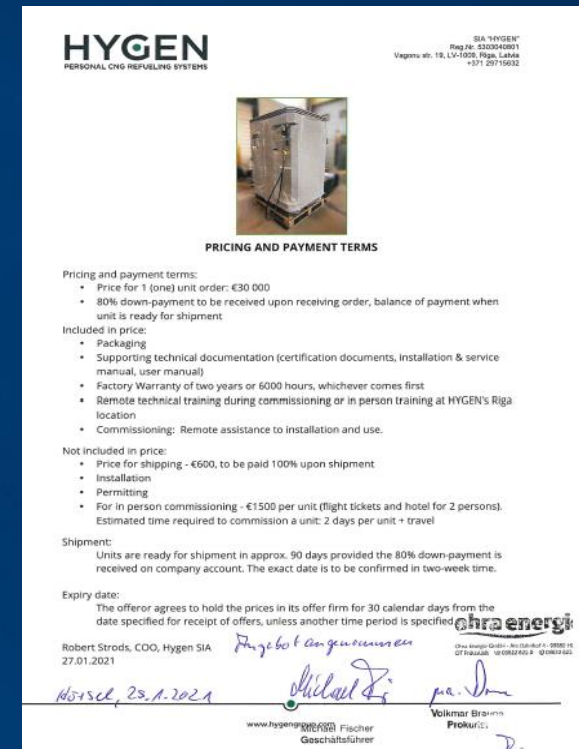 HYGEN
PERSONAL CNG REFUELING SYSTEMS
SIA "HYGEN"
Reg.Nr. 5303040801
Vagonu str. 19, LV-1009, Riga, Latvia
+371 29715632
PRICING AND PAYMENT TERMS
Pricing and payment terms:
• Price for 1 (one) unit order: €30 000
• 80% down-payment to be received upon receiving order, balance of payment when
unit is ready for shipment
Included in price:
• Packaging
• Supporting technical documentation (certification documents, installation & service
manual, user manual)
• Factory Warranty of two years or 6000 hours, whichever comes first
• Remote technical training during commissioning or in person training at HYGEN's Riga
location
• Commissioning: Remote assistance to installation and use.
Not included in price:
• Price for shipping - €600, to be paid 100% upon shipment
• Installation
• Permitting
• For in person commissioning - €1500 per unit (flight tickets and hotel for 2 persons).
Estimated time required to commission a unit: 2 days per unit + travel
Shipment:
Units are ready for shipment in approx. 90 days provided the 80% down-payment is
received on company account. The exact date is to be confirmed in two-week time.
Expiry date:
The offeror agrees to hold the prices in its offer firm for 30 calendar days from the
date specified for receipt of offers, unless another time period is specified.
ohra energi
Robert Strods, COO, Hygen SIA
27.01.2021
Angebot angenommen
Hörsel, 28.1.2021
Volkmar Braun
Prokurist
www.hygengroup.com
Michael Fischer
Geschäftsführer